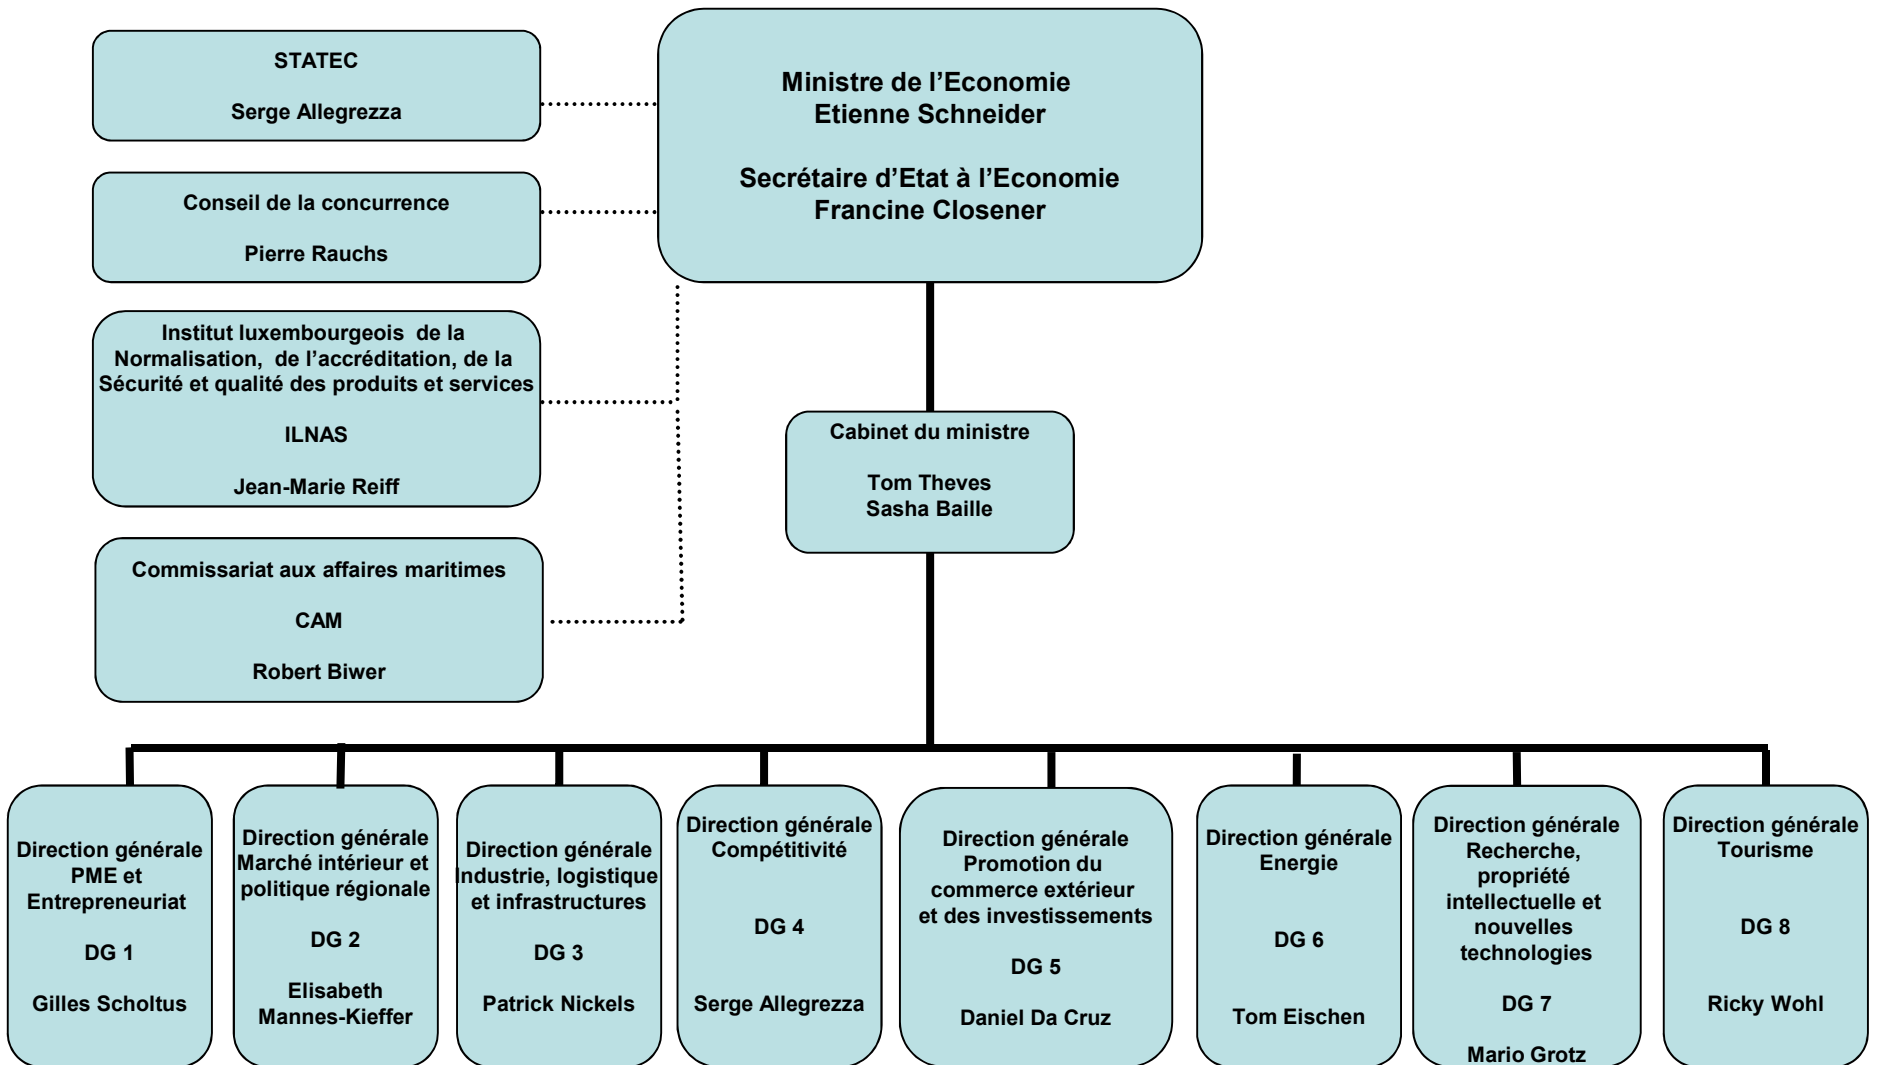 STATEC
Serge Allegrezza
Ministre de l’Economie
Etienne Schneider
Secrétaire d’Etat à l’Economie
Francine Closener
Conseil de la concurrence
Pierre Rauchs
Institut luxembourgeois de la
Normalisation, de l’accréditation, de la
Sécurité et qualité des produits et services
ILNAS
Jean-Marie Reiff
Cabinet du ministre
Tom Theves
Sasha Baille
Commissariat aux affaires maritimes
CAM
Robert Biwer
Direction générale
PME et
Entrepreneuriat
DG 1
Gilles Scholtus
Direction générale
Marché intérieur et
politique régionale
DG 2
Elisabeth
Mannes-Kieffer
Direction générale
Industrie, logistique
et infrastructures
DG 3
Patrick Nickels
Direction générale
Compétitivité
DG 4
Serge Allegrezza
Direction générale
Promotion du
commerce extérieur
et des investissements
DG 5
Daniel Da Cruz
Direction générale
Energie
DG 6
Tom Eischen
Direction générale
Recherche,
propriété
intellectuelle et
nouvelles
technologies
DG 7
Mario Grotz
Direction générale
Tourisme
DG 8
Ricky Wohl